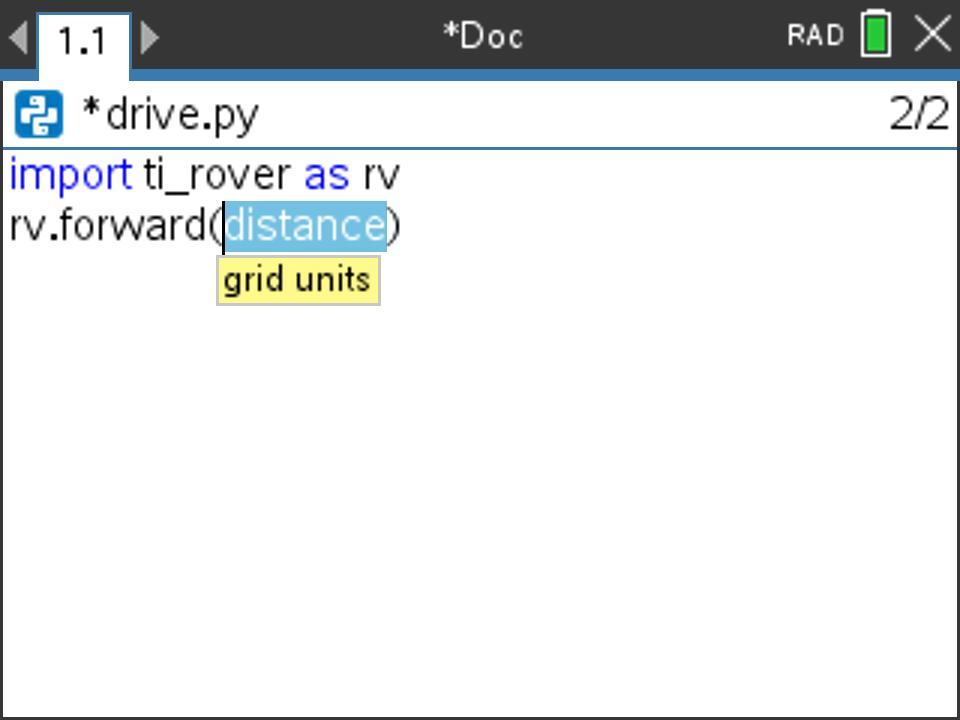 1.1
*Doc
RAD
*drive.py
2/2
import ti_rover as rv
rv.forward(distance)
grid units